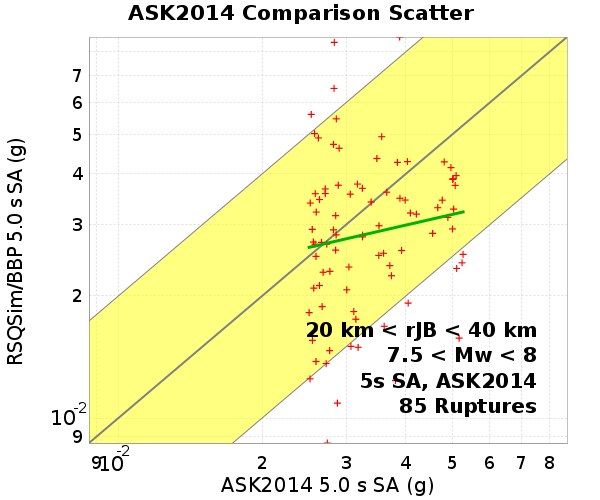 ASK2014 Comparison Scatter
RSQSim/BBP 5.0 s SA (g)
7
6
5
4
3
2
10^-2
9
20 km < rJB < 40 km
7.5 < Mw < 8
5s SA, ASK2014
85 Ruptures
9 10^-2 2 3 4 5 6 7 8
ASK2014 5.0 s SA (g)